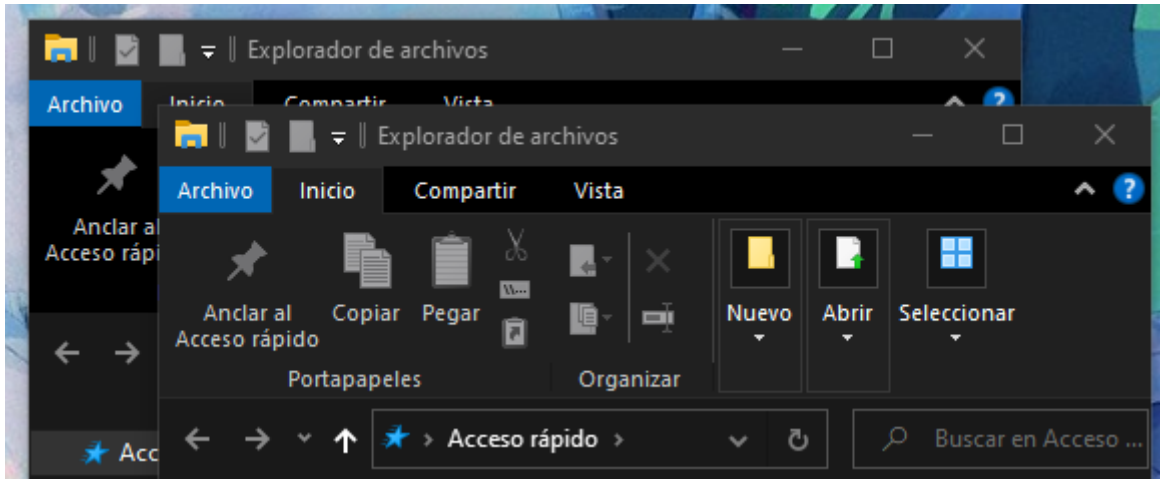 Explorador de archivos
Archivo Inicio Compartir Vista
Anclar al
Acceso rápi
Acc
Explorador de archivos
Archivo Inicio Compartir Vista
Anclar al
Acceso rápido
Copiar
Pegar
Nuevo
Abrir
Seleccionar
Portapapeles
Organizar
Acceso rápido
Buscar en Acceso ...